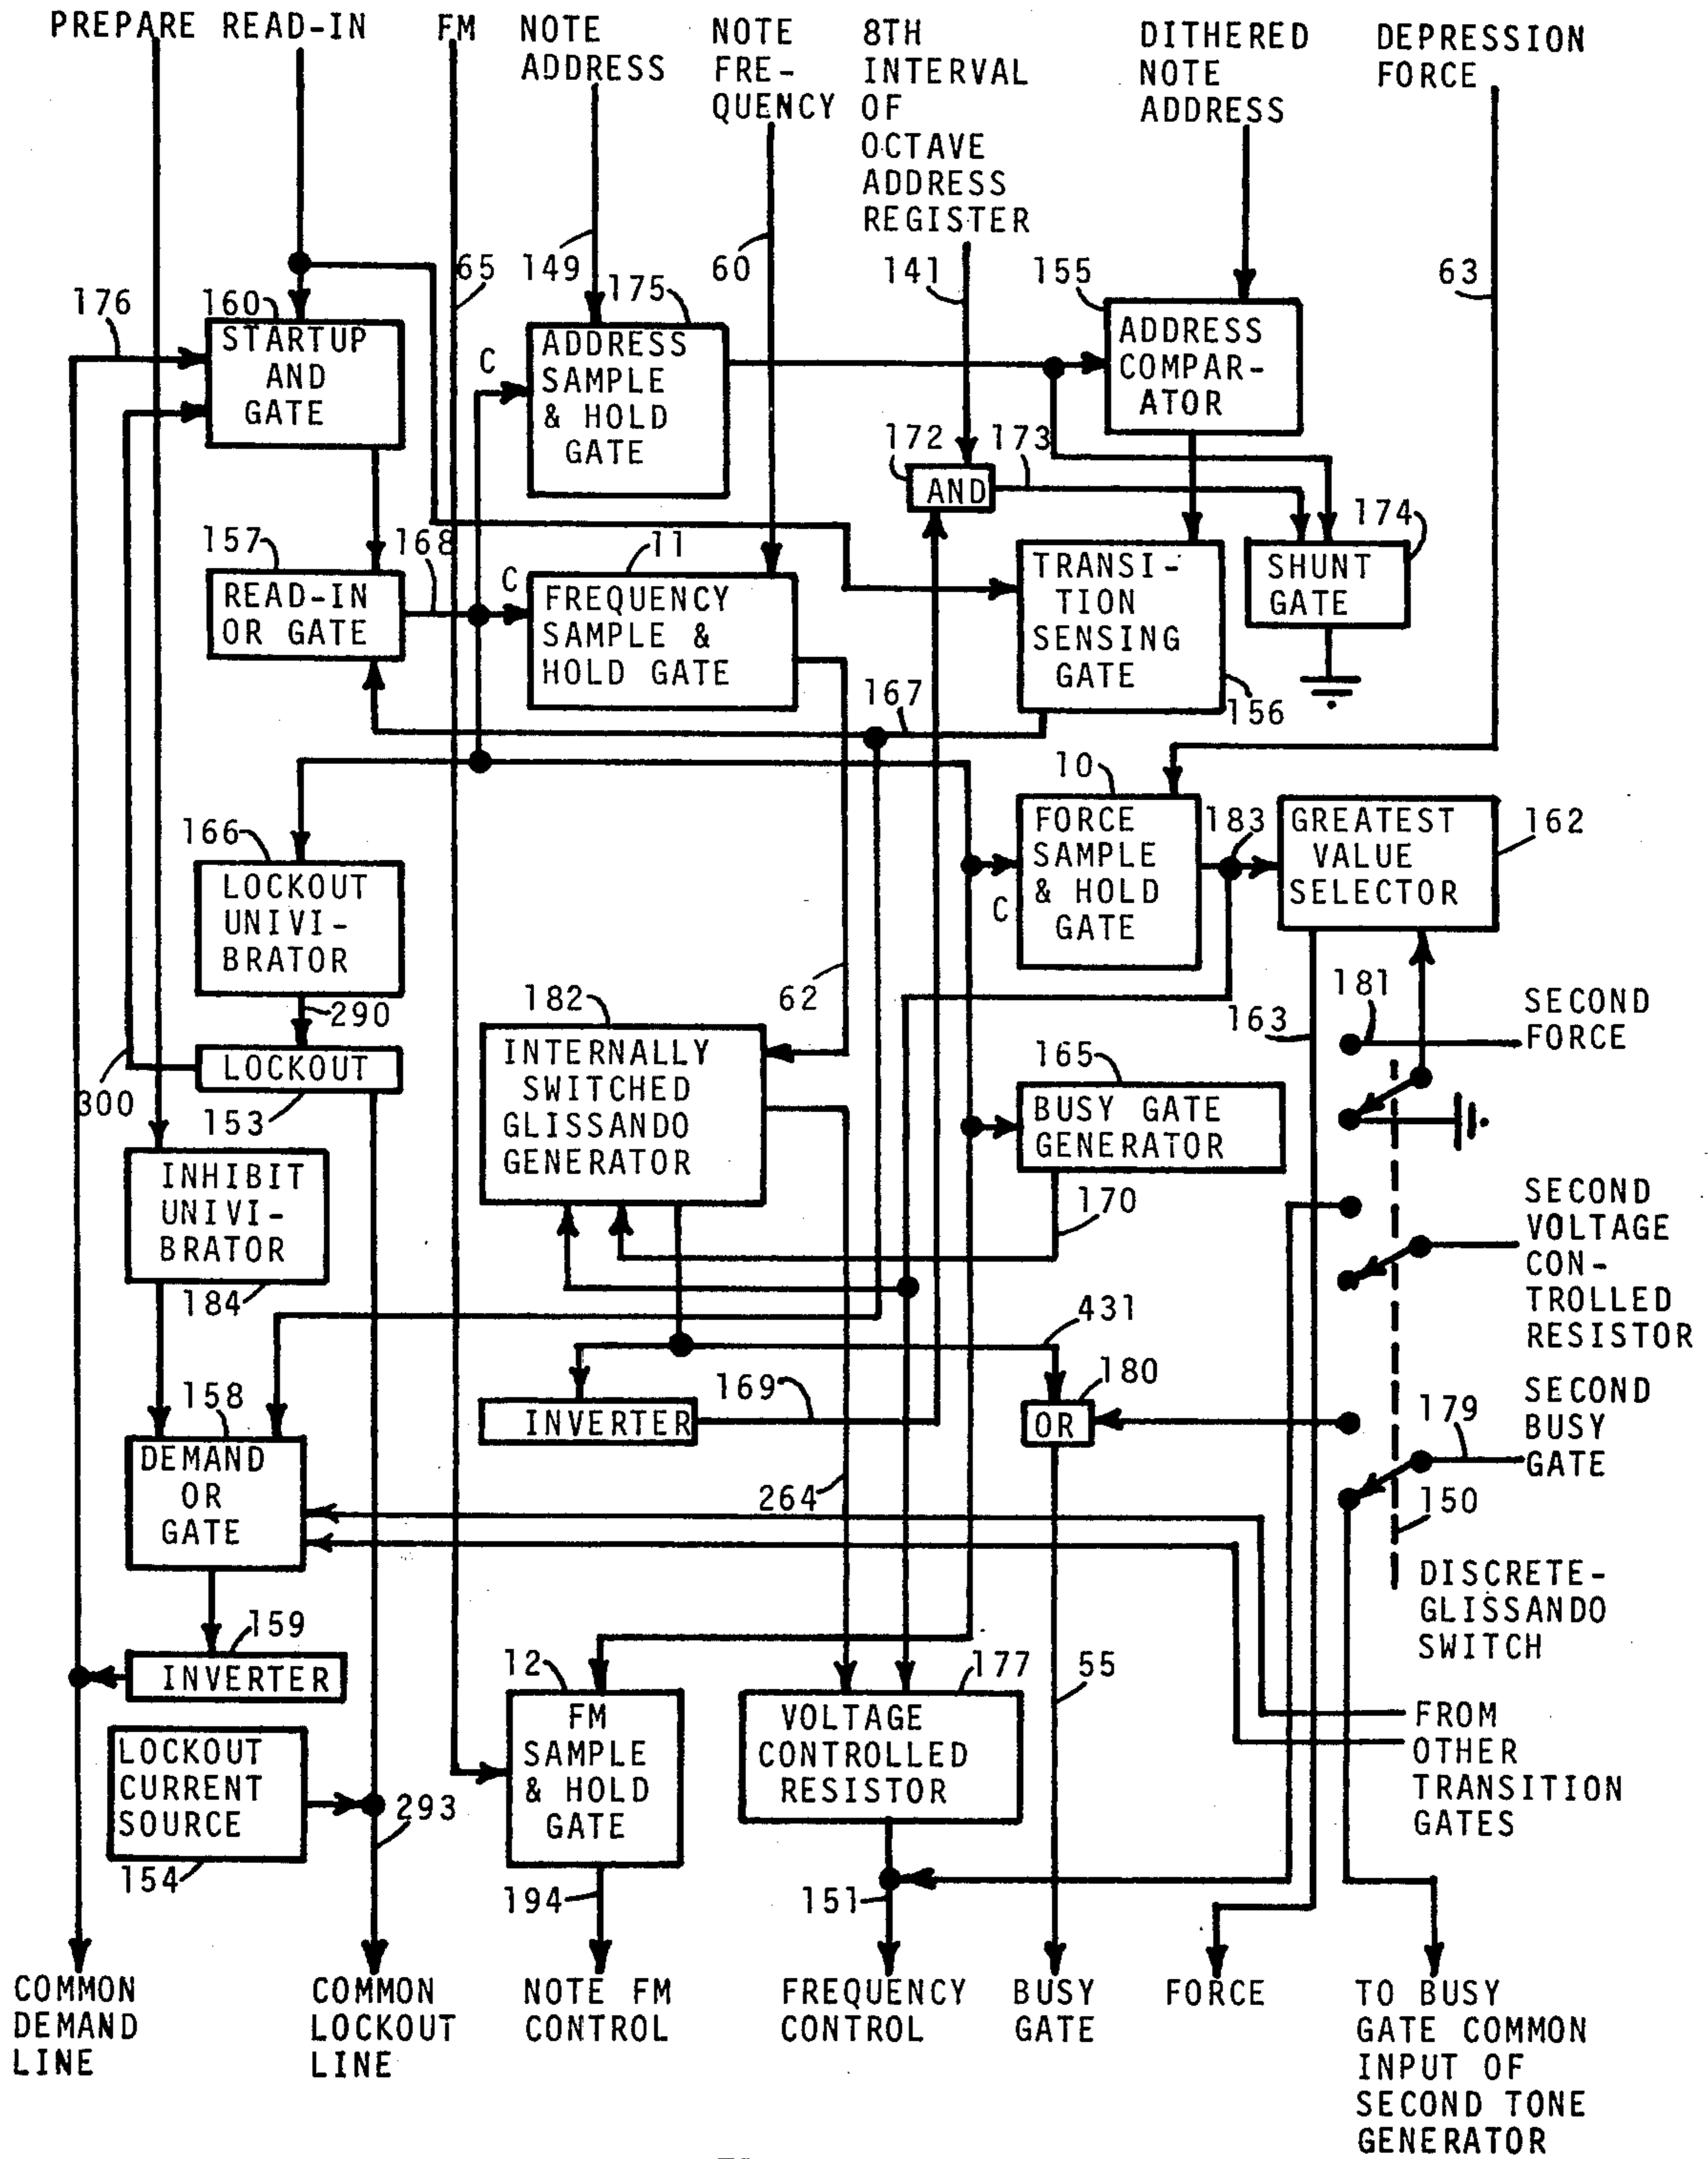 PREPARE READ-IN
FM
NOTE
ADDRESS
NOTE
FRE-
QUENCY
8TH
INTERVAL
OF
OCTAVE
ADDRESS
REGISTER
DITHERED
NOTE
ADDRESS
DEPRESSION
FORCE
65
149
60
141
155
63
176
160
STARTUP
AND
GATE
C
175
ADDRESS
SAMPLE
& HOLD
GATE
ADDRESS
COMPAR-
ATOR
172
173
AND
174
SHUNT
GATE
157
READ-IN
OR GATE
168
C
11
FREQUENCY
SAMPLE &
HOLD GATE
TRANSI-
TION
SENSING
GATE
156
167
10
FORCE
SAMPLE
& HOLD
GATE
C
183
GREATEST
VALUE
SELECTOR
162
166
LOCKOUT
UNIVI-
BRATOR
290
62
163
181
SECOND
FORCE
LOCKOUT
300
153
182
INTERNALLY
SWITCHED
GLISSANDO
GENERATOR
165
BUSY GATE
GENERATOR
170
INHIBIT
UNIVI-
BRATOR
184
SECOND
VOLTAGE
CON-
TROLLED
RESISTOR
431
180
OR
169
INVERTER
158
DEMAND
OR
GATE
264
179
SECOND
BUSY
GATE
150
DISCRETE-
GLISSANDO
SWITCH
159
INVERTER
12
FM
SAMPLE
& HOLD
GATE
177
VOLTAGE
CONTROLLED
RESISTOR
55
FROM
OTHER
TRANSITION
GATES
LOCKOUT
CURRENT
SOURCE
154
293
194
151
COMMON
DEMAND
LINE
COMMON
LOCKOUT
LINE
NOTE FM
CONTROL
FREQUENCY
CONTROL
BUSY
GATE
FORCE
TO BUSY
GATE COMMON
INPUT OF
SECOND TONE
GENERATOR